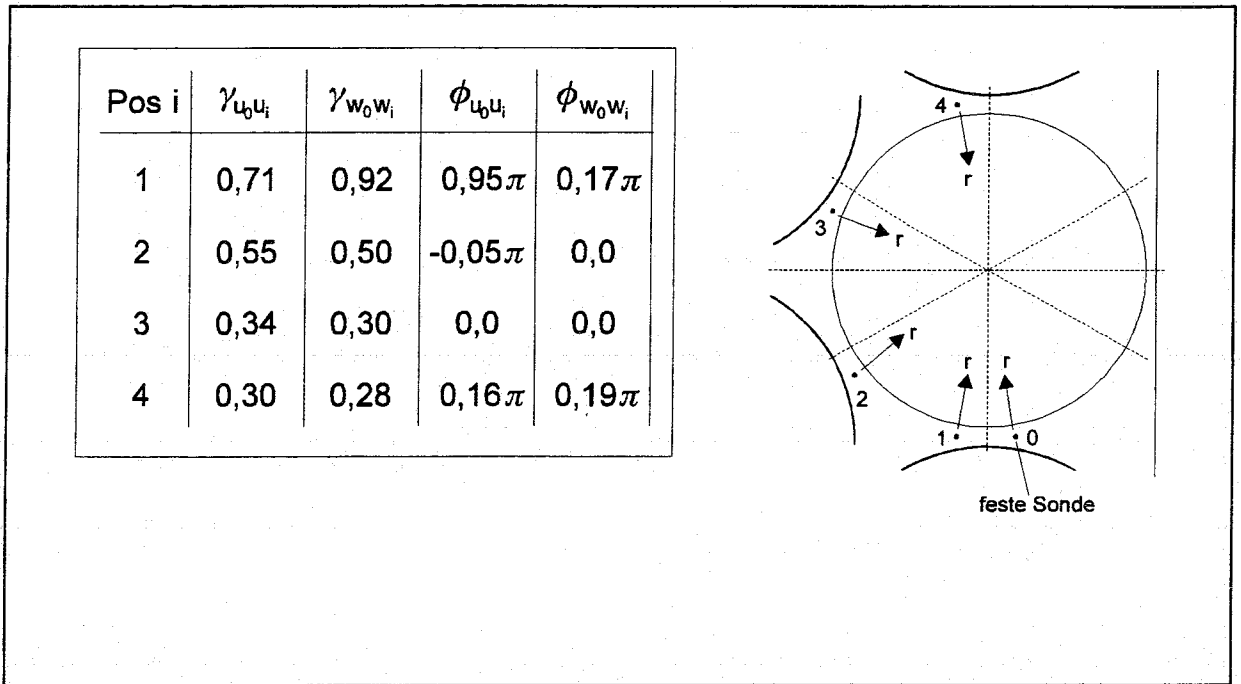 Pos i γu₀uᵢ γw₀wᵢ ϕu₀uᵢ ϕw₀wᵢ
1 0,71 0,92 0,95π 0,17π
2 0,55 0,50 -0,05π 0,0
3 0,34 0,30 0,0 0,0
4 0,30 0,28 0,16π 0,19π
4
r
3 r
r
2
r r
1 0
feste Sonde